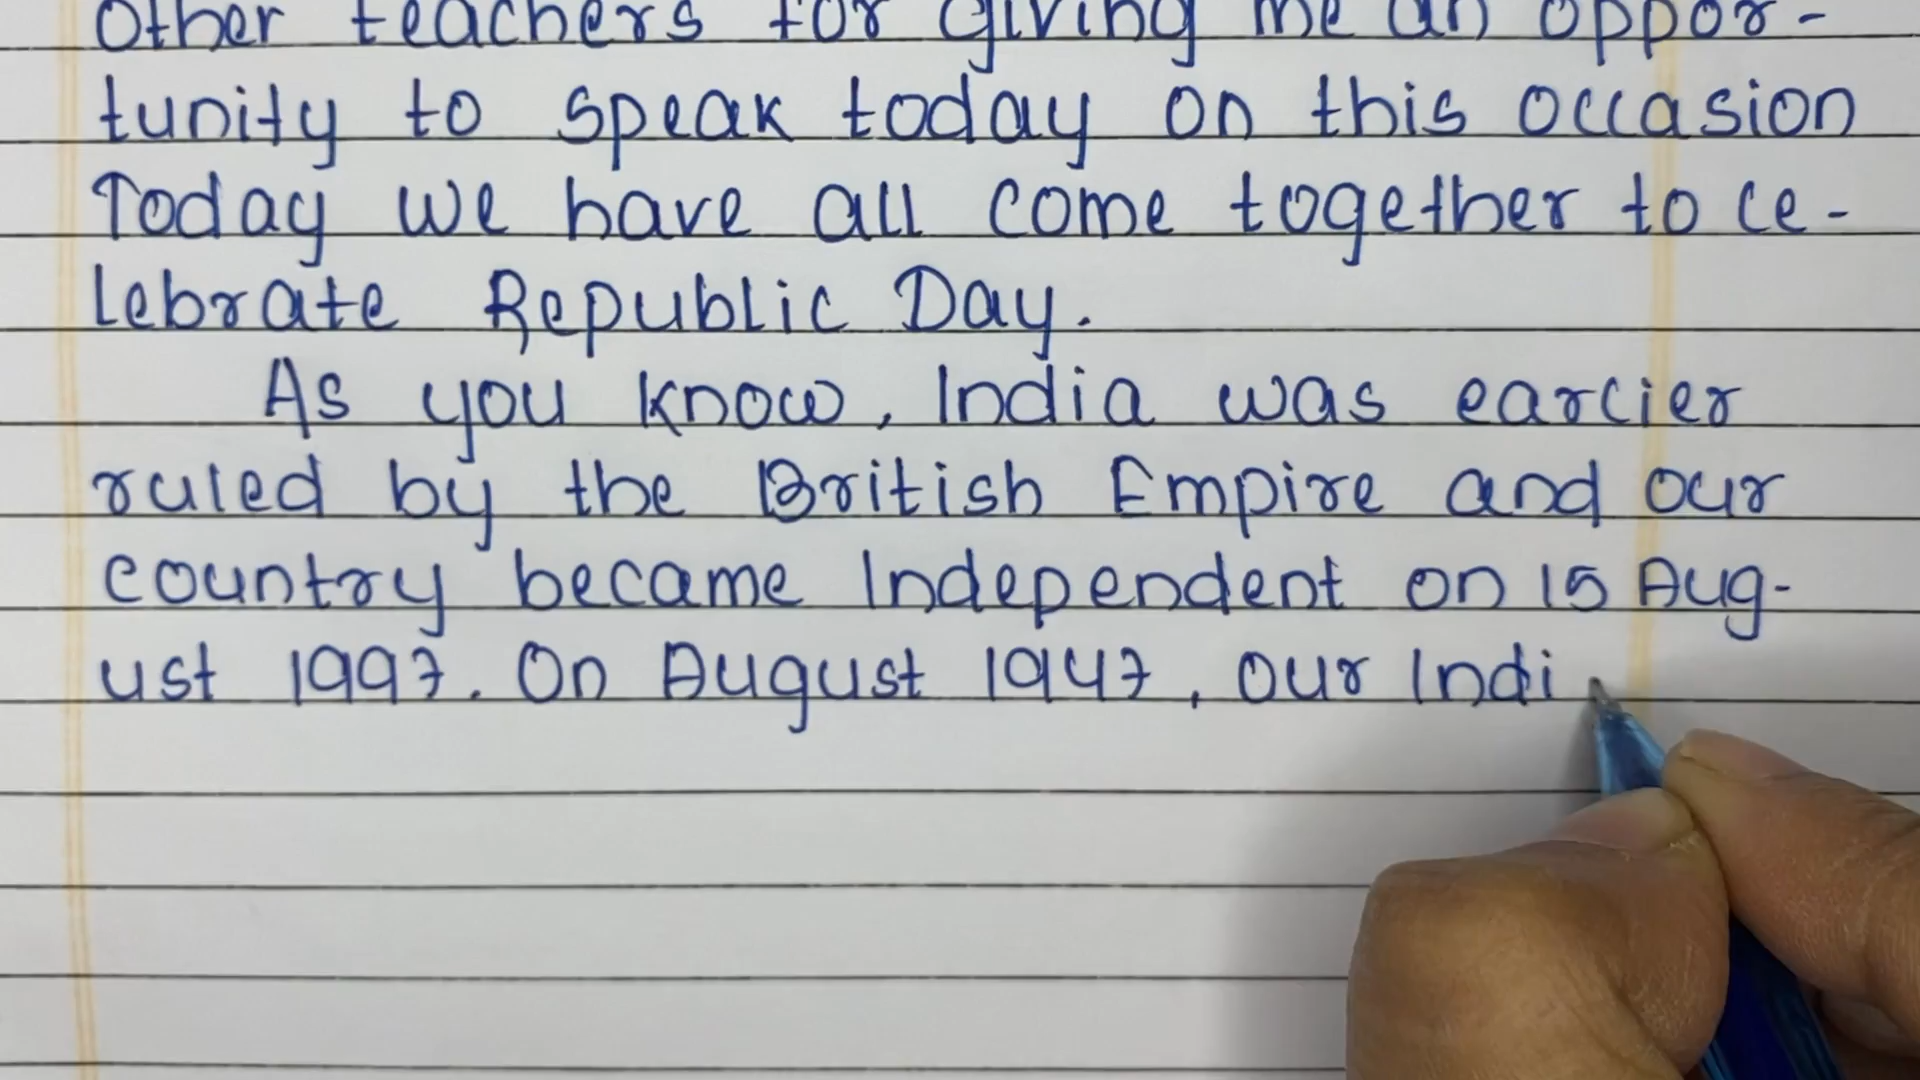 other teachers for giving me an oppor-
tunity to speak today on this occasion
Today we have all come together to ce-
lebrate Republic Day.
As you know, India was earcier
ruled by the British Empire and our
country became Independent on 15 Aug-
ust 1997. On August 1947, our Indi